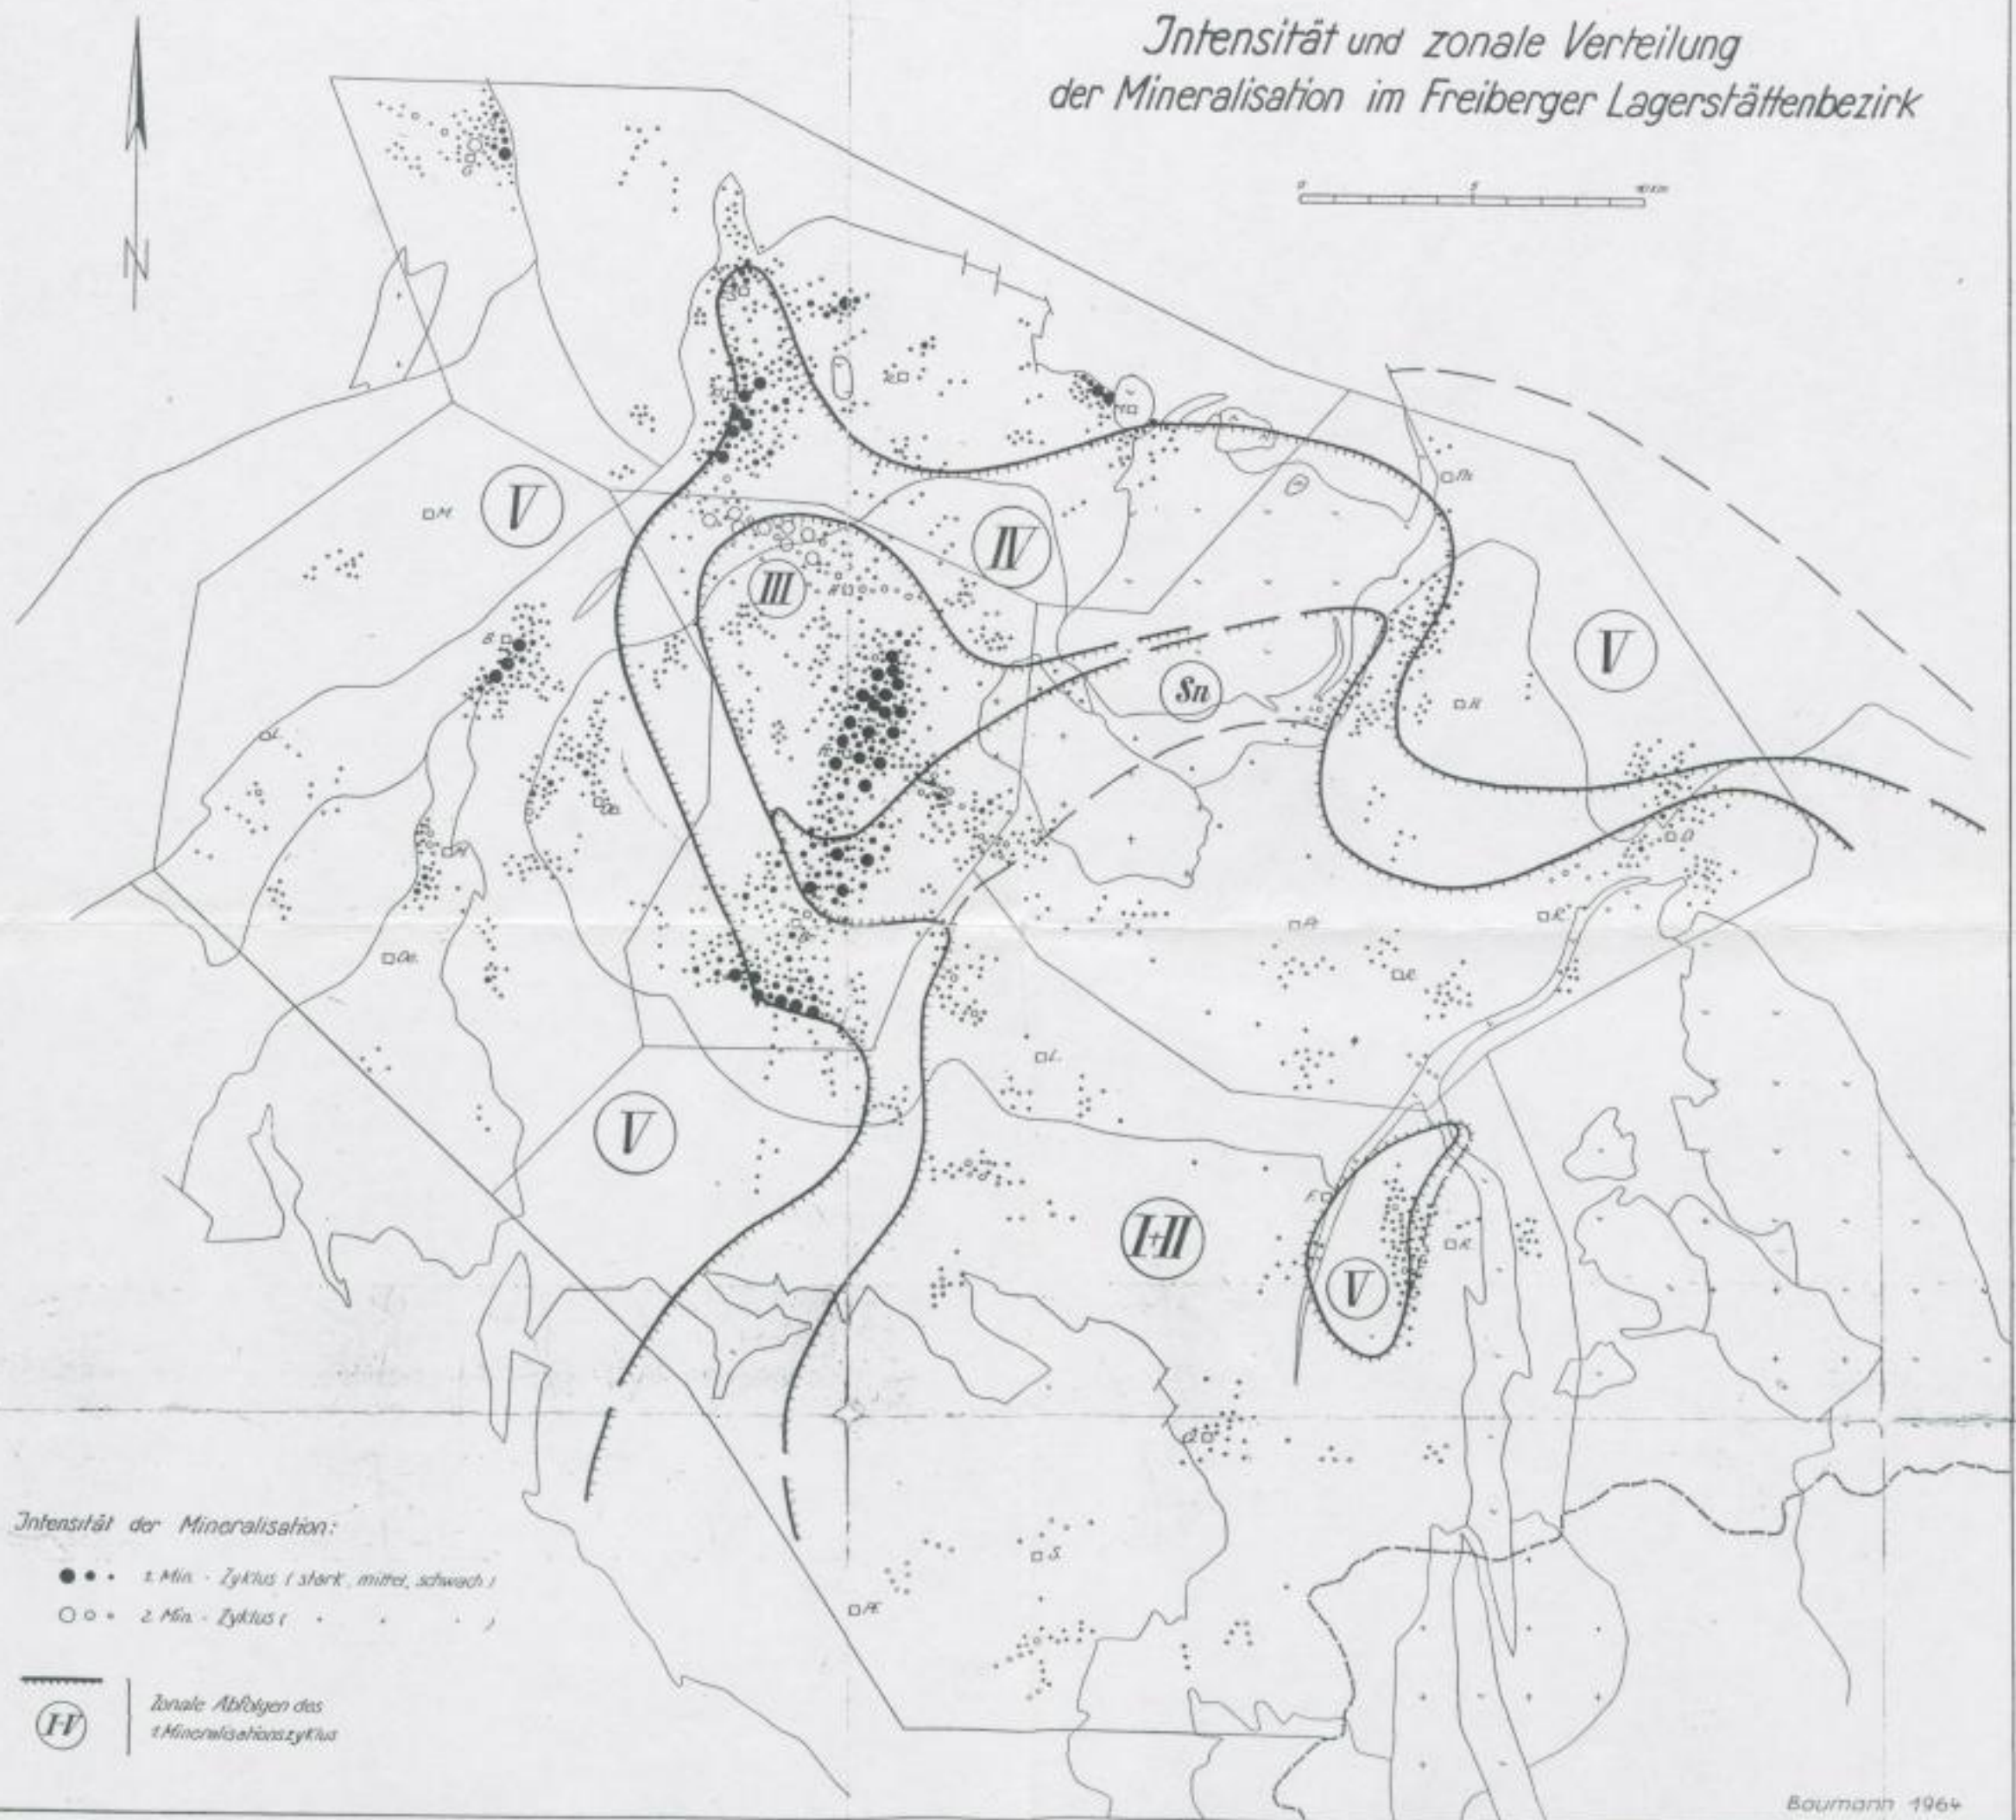 Intensität und zonale Verteilung
der Mineralisation im Freiberger Lagerstättenbezirk
0 5 10 km
N
V
M.
IV
III
V
B.
Sn
V
I+II
V
L.
S.
Intensität der Mineralisation:
1. Min. - Zyklus ( stark, mittel, schwach )
2. Min. - Zyklus ( " " " )
I-V
Zonale Abfolgen des
1. Mineralisationszyklus
Baumann 1964